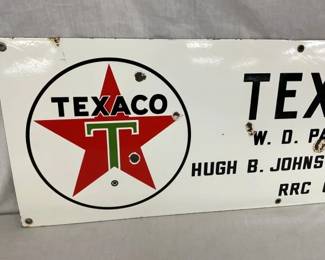 TEXACO
T
TEX
W. D. PA
HUGH B. JOHNS
RRC